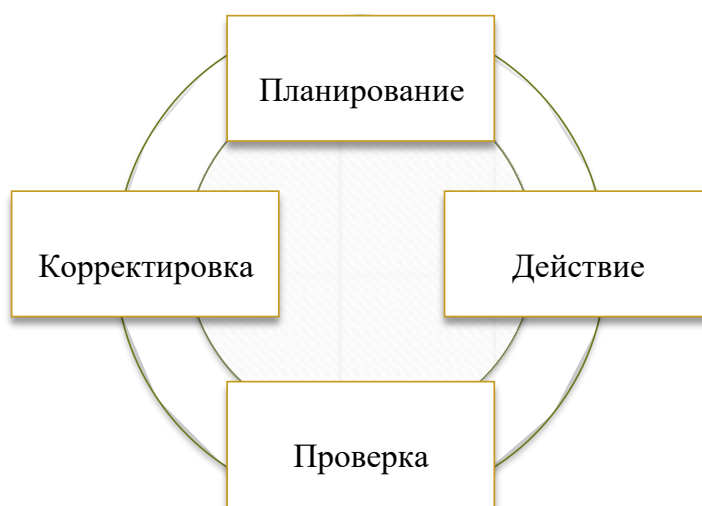 Планирование
Корректировка
Действие
Проверка